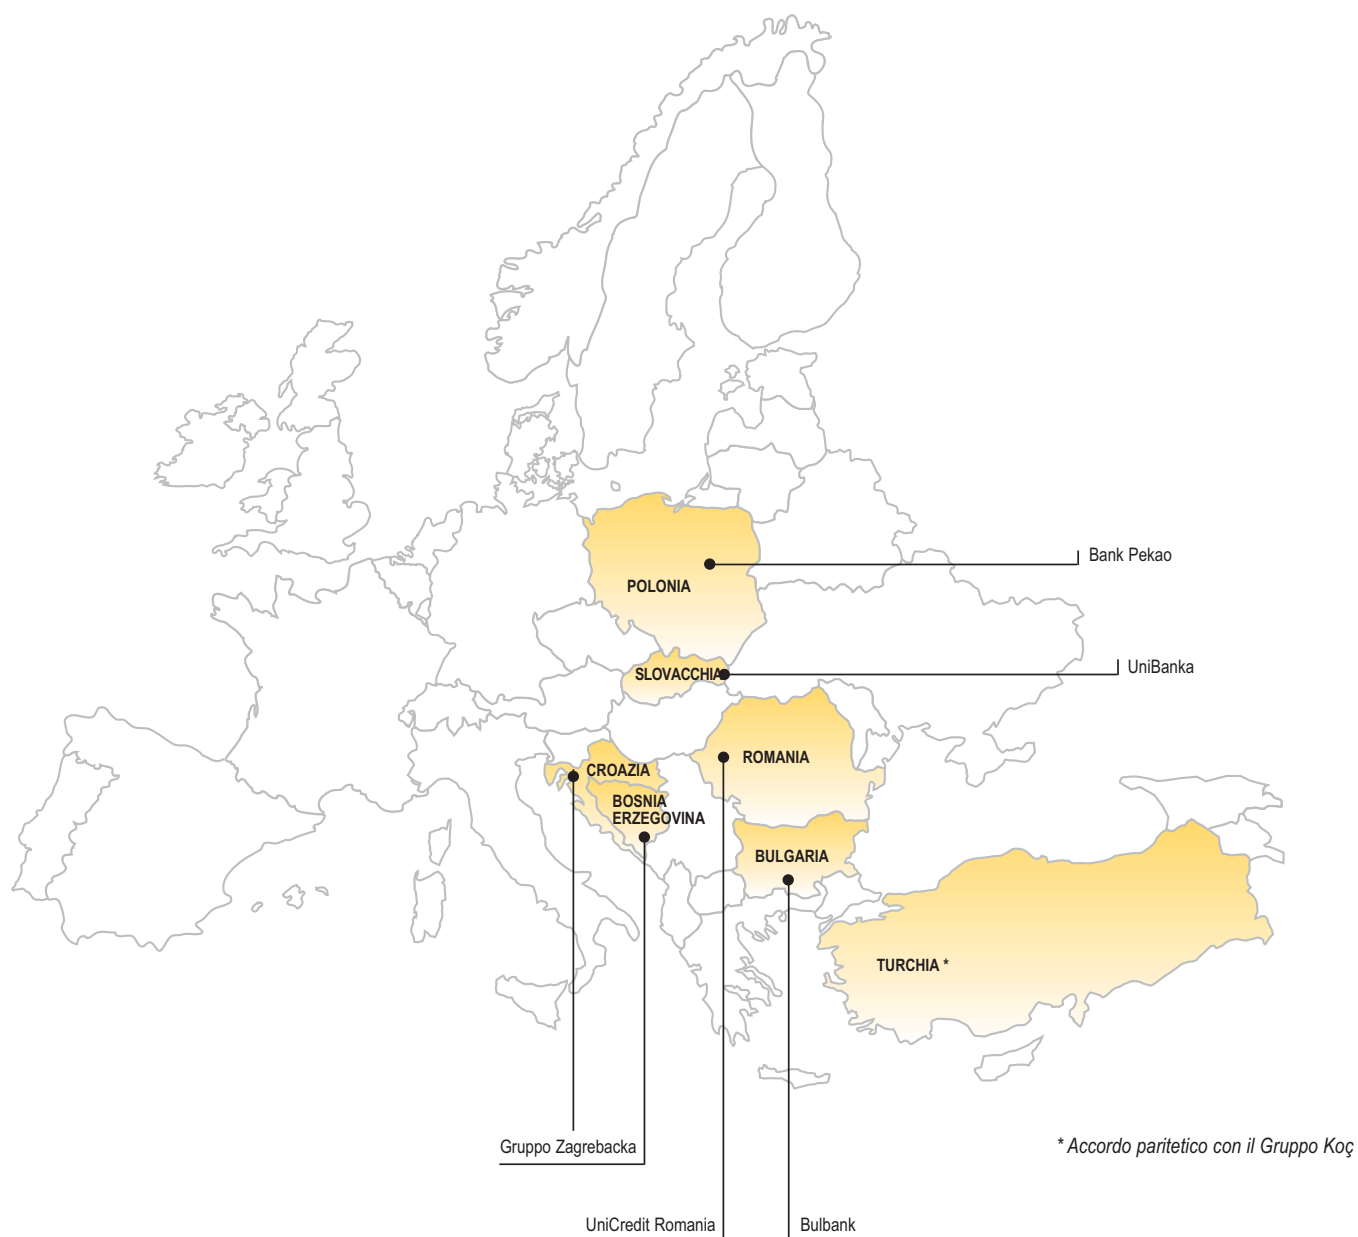 Bank Pekao
POLONIA
UniBanka
SLOVACCHIA
ROMANIA
CROAZIA
BOSNIA
ERZEGOVINA
BULGARIA
TURCHIA *
Gruppo Zagrebacka
* Accordo paritetico con il Gruppo Koç
UniCredit Romania
Bulbank